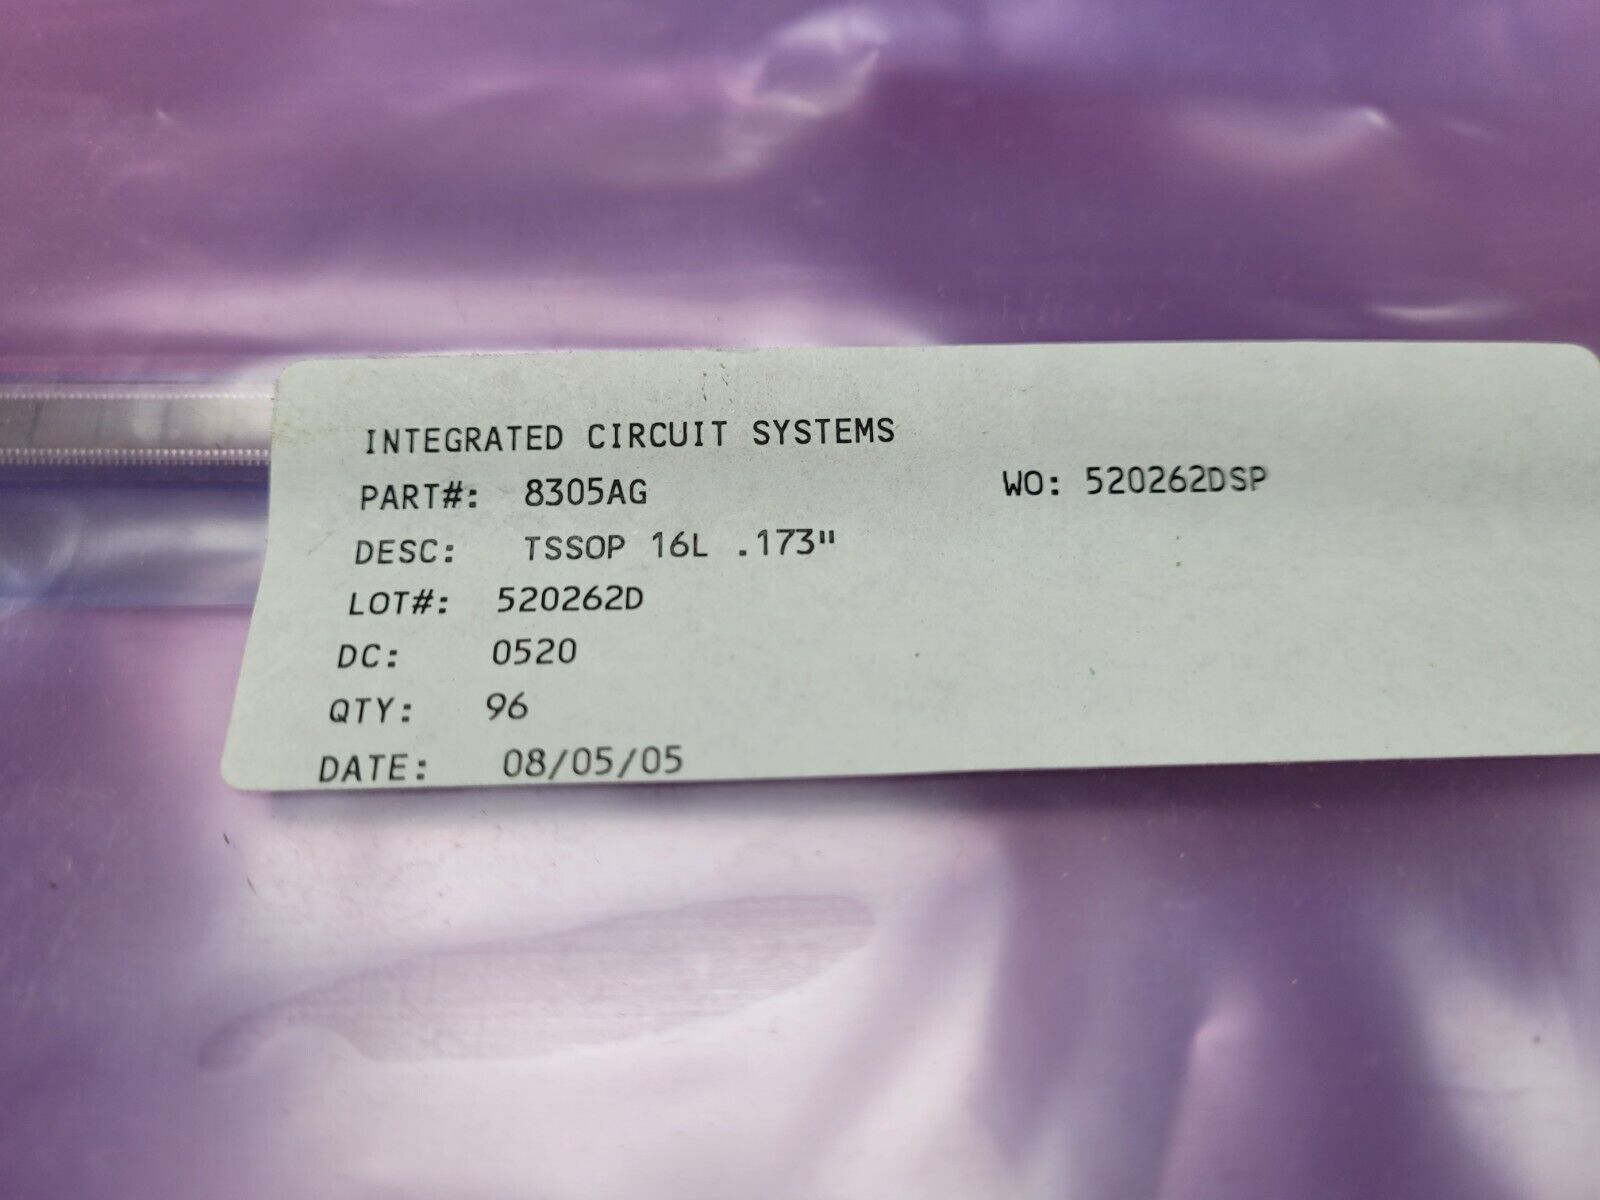 INTEGRATED CIRCUIT SYSTEMS
PART#: 8305AG WO: 520262DSP
DESC: TSSOP 16L .173"
LOT#: 520262D
DC: 0520
QTY: 96
DATE: 08/05/05